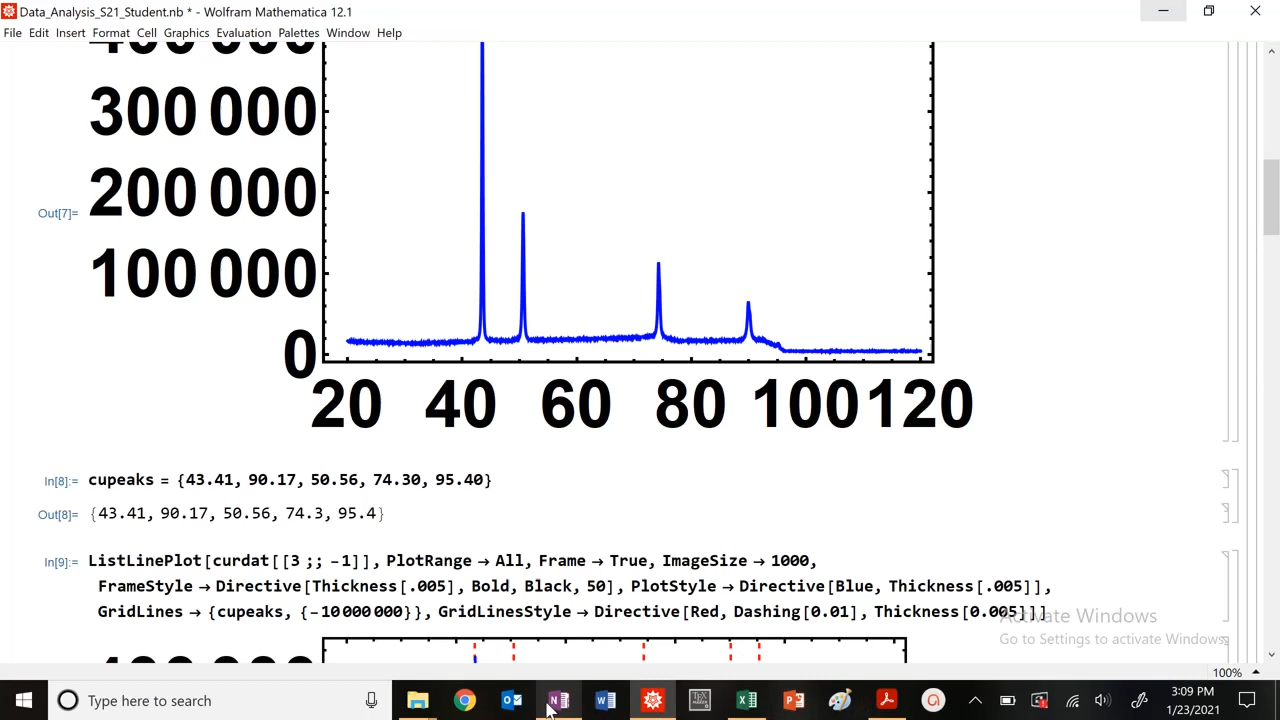 Data_Analysis_S21_Student.nb * - Wolfram Mathematica 12.1
File Edit Insert Format Cell Graphics Evaluation Palettes Window Help
400 000
300 000
200 000
Out[7]=
100 000
0
20 40 60 80 100 120
In[8]:= cupeaks = {43.41, 90.17, 50.56, 74.30, 95.40}
Out[8]= {43.41, 90.17, 50.56, 74.3, 95.4}
In[9]:= ListLinePlot[curdat[[3 ;; -1]], PlotRange → All, Frame → True, ImageSize → 1000,
FrameStyle → Directive[Thickness[.005], Bold, Black, 50], PlotStyle → Directive[Blue, Thickness[.005]],
GridLines → {cupeaks, {-10 000 000}}, GridLinesStyle → Directive[Red, Dashing[0.01], Thickness[0.005]]]
Activate Windows
Go to Settings to activate Windows.
100%
Type here to search
3:09 PM
1/23/2021